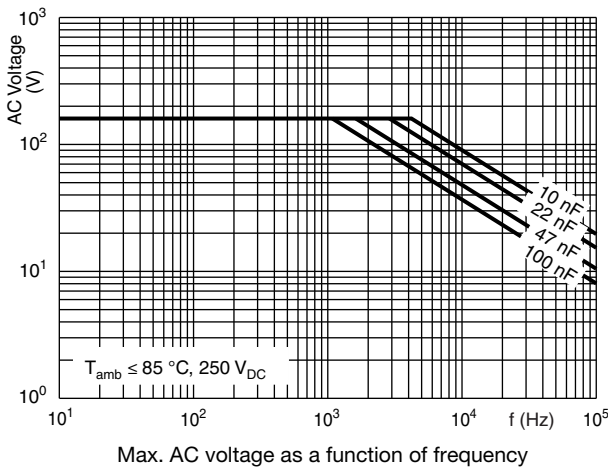 AC Voltage
(V)
10³
10²
10¹
10⁰
10 nF
22 nF
47 nF
100 nF
T_amb ≤ 85 °C, 250 V_DC
10¹ 10² 10³ 10⁴ f (Hz) 10⁵
Max. AC voltage as a function of frequency